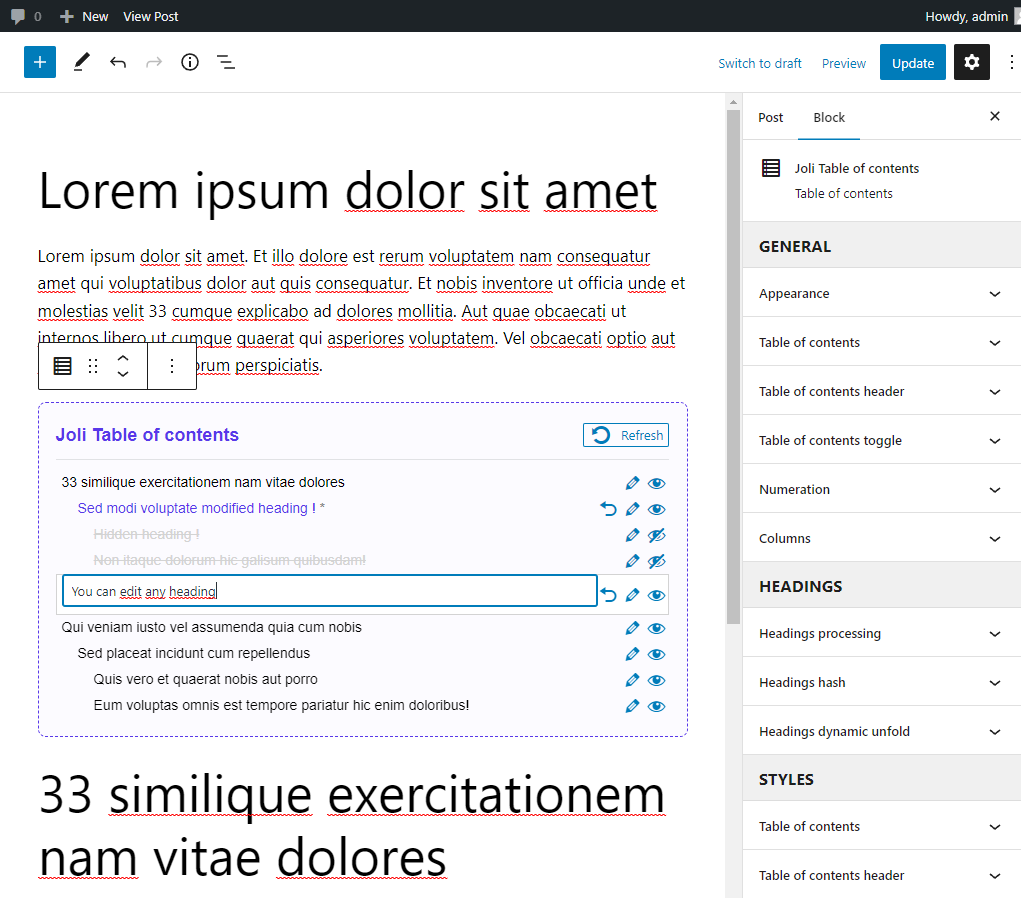 0 New View Post Howdy, admin
Switch to draft Preview Update
Lorem ipsum dolor sit amet
Lorem ipsum dolor sit amet. Et illo dolore est rerum voluptatem nam consequatur
amet qui voluptatibus dolor aut quis consequatur. Et nobis inventore ut officia unde et
molestias velit 33 cumque explicabo ad dolores mollitia. Aut quae obcaecati ut
internos libero ut cumque quaerat qui asperiores voluptatem. Vel obcaecati optio aut
perspiciatis.
Joli Table of contents
Refresh
33 similique exercitationem nam vitae dolores
Sed modi voluptate modified heading ! *
Hidden heading !
Non itaque dolorum hic galisum quibusdam!
You can edit any heading
Qui veniam iusto vel assumenda quia cum nobis
Sed placeat incidunt cum repellendus
Quis vero et quaerat nobis aut porro
Eum voluptas omnis est tempore pariatur hic enim doloribus!
33 similique exercitationem
nam vitae dolores
Post Block
Joli Table of contents
Table of contents
GENERAL
Appearance
Table of contents
Table of contents header
Table of contents toggle
Numeration
Columns
HEADINGS
Headings processing
Headings hash
Headings dynamic unfold
STYLES
Table of contents
Table of contents header